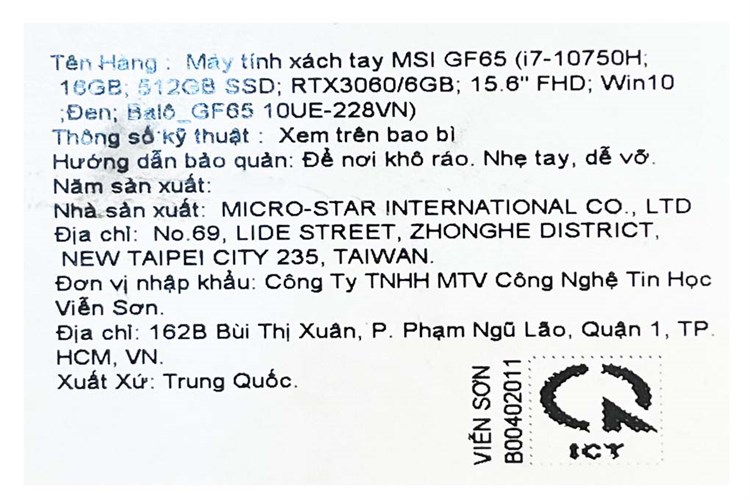 Tên Hàng : Máy tính xách tay MSI GF65 (i7-10750H;
16GB; 512GB SSD; RTX3060/6GB; 15.6" FHD; Win10
;Đen; Balô_GF65 10UE-228VN)
Thông số kỹ thuật : Xem trên bao bì
Hướng dẫn bảo quản: Để nơi khô ráo. Nhẹ tay, dễ vỡ.
Năm sản xuất:
Nhà sản xuất: MICRO-STAR INTERNATIONAL CO., LTD
Địa chỉ: No.69, LIDE STREET, ZHONGHE DISTRICT,
NEW TAIPEI CITY 235, TAIWAN.
Đơn vị nhập khẩu: Công Ty TNHH MTV Công Nghệ Tin Học
Viễn Sơn.
Địa chỉ: 162B Bùi Thị Xuân, P. Phạm Ngũ Lão, Quận 1, TP.
HCM, VN.
Xuất Xứ: Trung Quốc.
VIỄN SƠN
B00402011
ICT